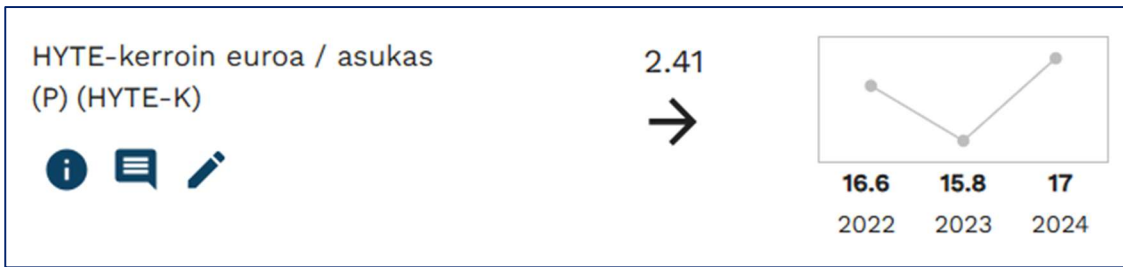 HYTE-kerroin euroa / asukas
(P) (HYTE-K)
2.41
16.6 15.8 17
2022 2023 2024